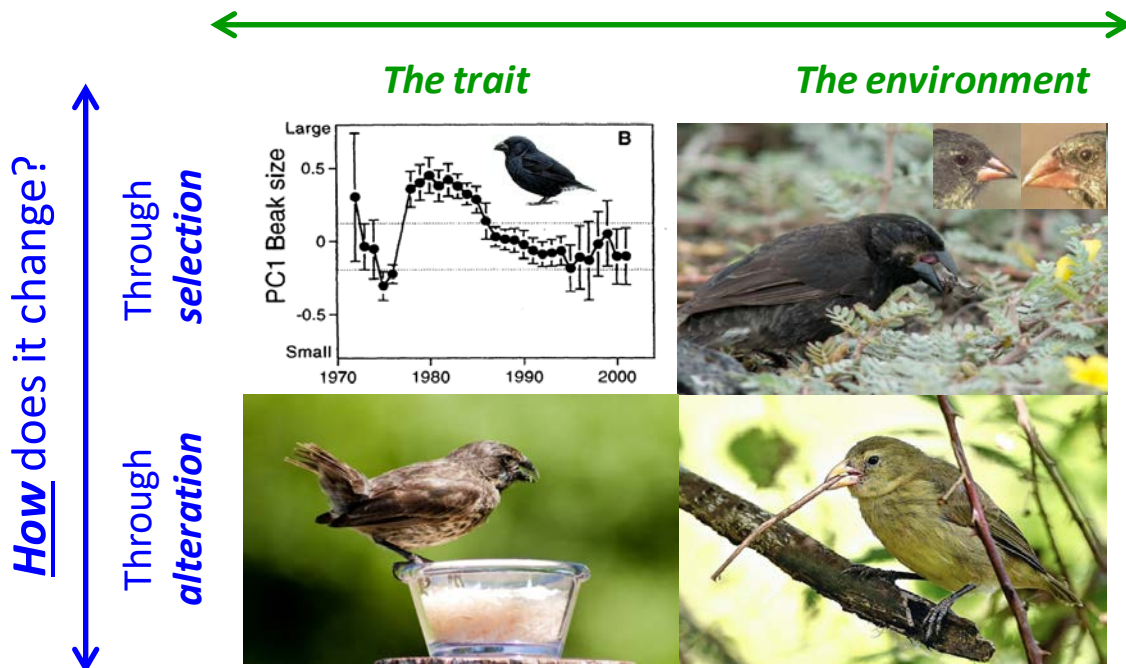 The trait
The environment
How does it change?
Through
selection
Through
alteration
Large
0.5
0
-0.5
Small
PC1 Beak size
B
1970
1980
1990
2000